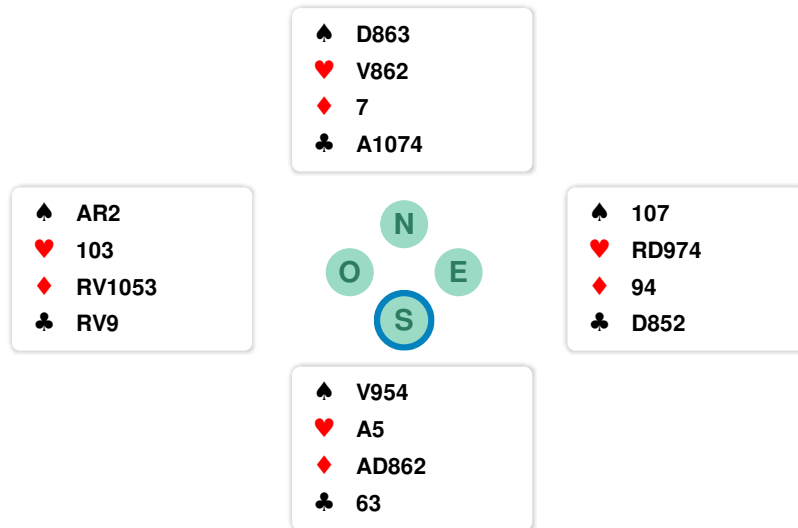 ♠ D863
♥ V862
♦ 7
♣ A1074
♠ AR2
♥ 103
♦ RV1053
♣ RV9
N
O E
S
♠ 107
♥ RD974
♦ 94
♣ D852
♠ V954
♥ A5
♦ AD862
♣ 63